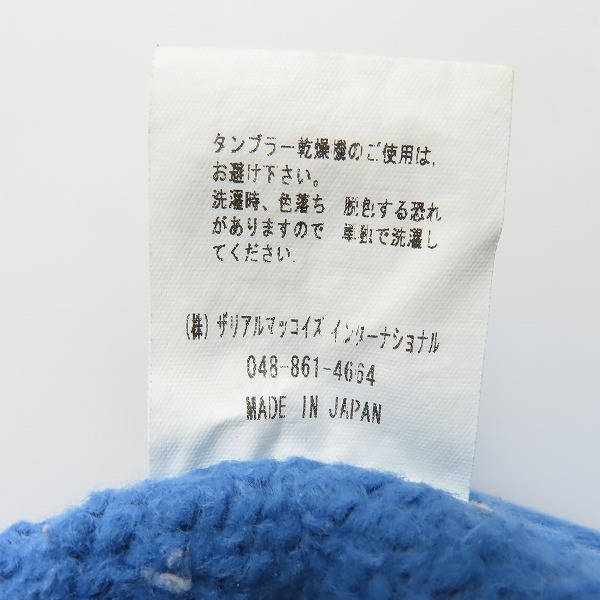 タンブラー乾燥機のご使用は、
お避け下さい。
洗濯時、色落ち 脱色する恐れ
がありますので 単独で洗濯し
てください.
(株) ザリアルマッコイズ インターナショナル
048-861-4664
MADE IN JAPAN